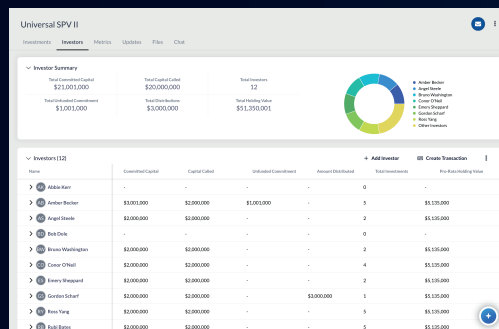 Universal SPV II
Investments Investors Metrics Updates Files Chat
Investor Summary
Total Committed Capital Total Capital Called Total Investors
$21,001,000 $20,000,000 12
Total Unfunded Commitment Total Distributions Total Holding Value
$1,001,000 $3,000,000 $51,350,001
Amber Becker
Angel Steele
Bruno Washington
Conor O'Neil
Emery Sheppard
Gordon Scharf
Ross Yang
Other Investors
Investors (12) + Add Investor Create Transaction
Name Committed Capital Capital Called Unfunded Commitment Amount Distributed Total Investments Pro-Rata Holding Value
Abbie Kerr - - - - 0 -
Amber Becker $3,001,000 $2,000,000 $1,001,000 - 5 $5,135,000
Angel Steele $2,000,000 $2,000,000 - - 2 $5,135,000
Bob Dole - - - - 0 -
Bruno Washington $2,000,000 $2,000,000 - - 2 $5,135,000
Conor O'Neil $2,000,000 $2,000,000 - - 4 $5,135,000
Emery Sheppard $2,000,000 $2,000,000 - - 2 $5,135,000
Gordon Scharf $2,000,000 $2,000,000 - $3,000,000 1 $5,135,000
Ross Yang $2,000,000 $2,000,000 - - 5 $5,135,000
Rubi Bates $2,000,000 $2,000,000 - - 5 $5,135,000